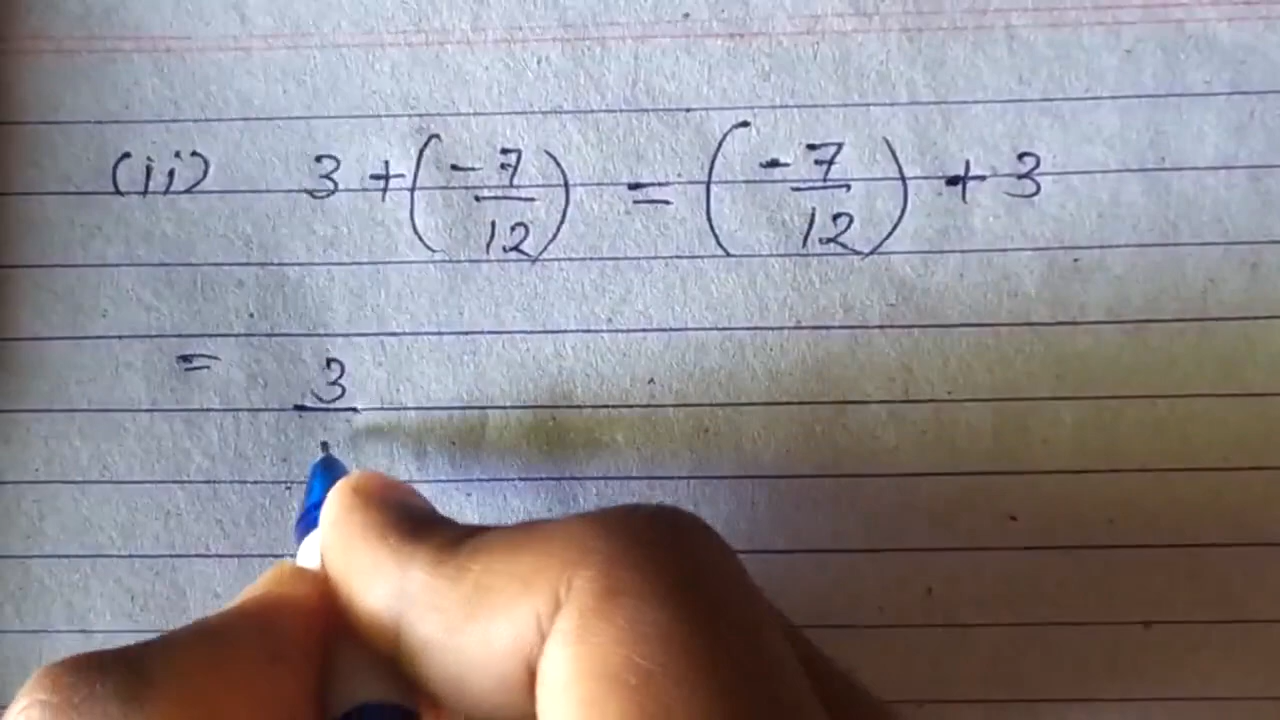 (ii) 3 + (-7/12) = (-7/12) + 3
= 3/